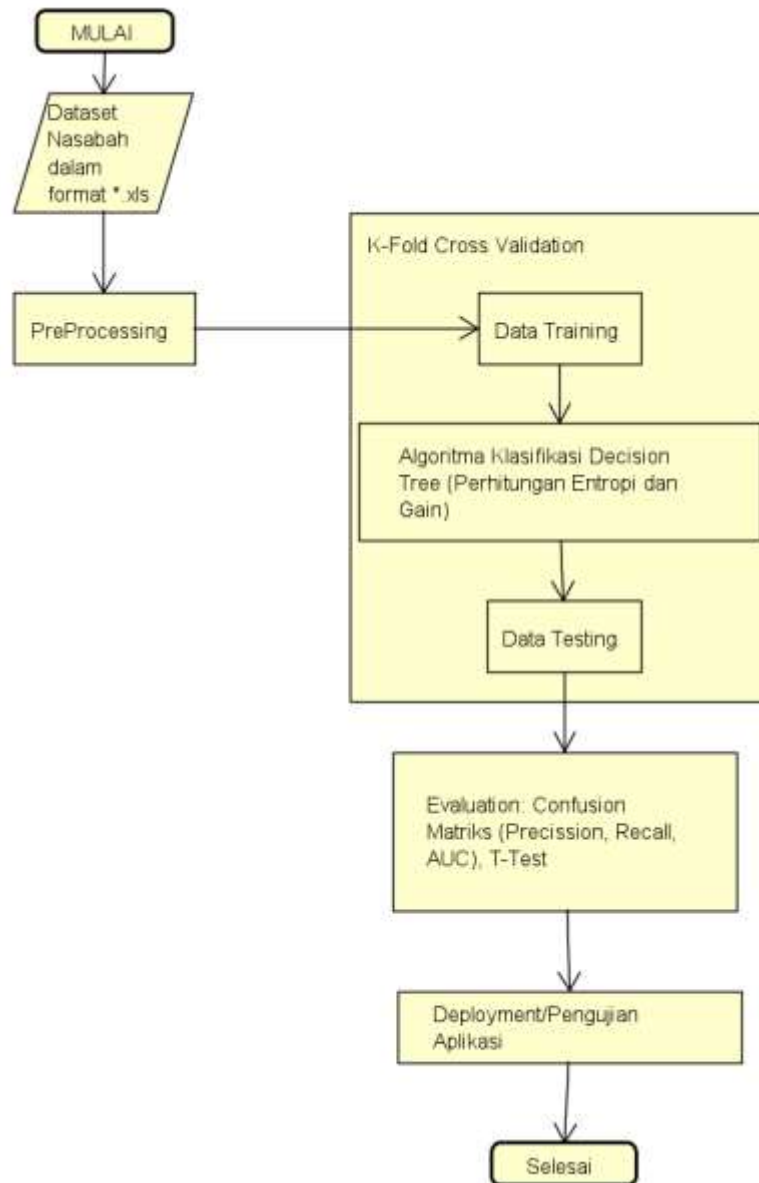 MULAI
Dataset
Nasabah
dalam
format *.xls
PreProcessing
K-Fold Cross Validation
Data Training
Algoritma Klasifikasi Decision
Tree (Perhitungan Entropi dan
Gain)
Data Testing
Evaluation: Confusion
Matriks (Precission, Recall,
AUC), T-Test
Deployment/Pengujian
Aplikasi
Selesai